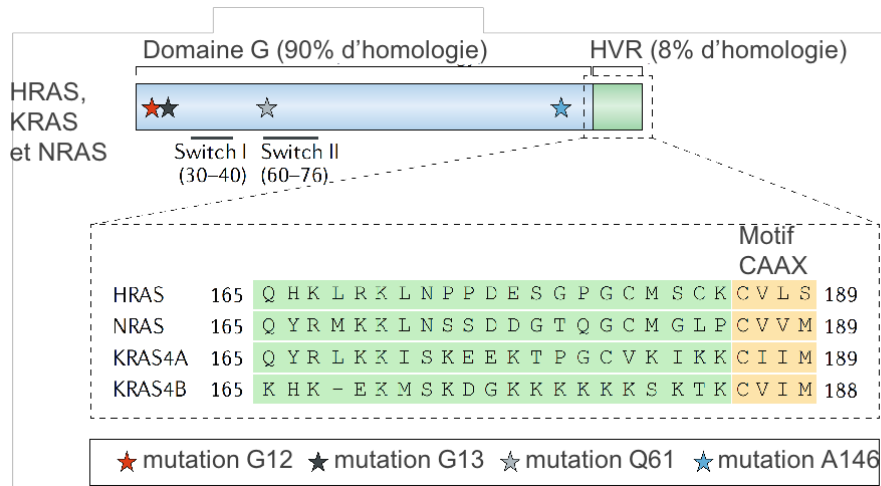 Domaine G (90% d’homologie) HVR (8% d’homologie)
HRAS,
KRAS
et NRAS
Switch I Switch II
(30–40) (60–76)
Motif
CAAX
HRAS 165 Q H K L R K L N P P D E S G P G C M S C K C V L S 189
NRAS 165 Q Y R M K K L N S S D D G T Q G C M G L P C V V M 189
KRAS4A 165 Q Y R L K K I S K E E K T P G C V K I K K C I I M 189
KRAS4B 165 K H K - E K M S K D G K K K K K K S K T K C V I M 188
mutation G12 mutation G13 mutation Q61 mutation A146